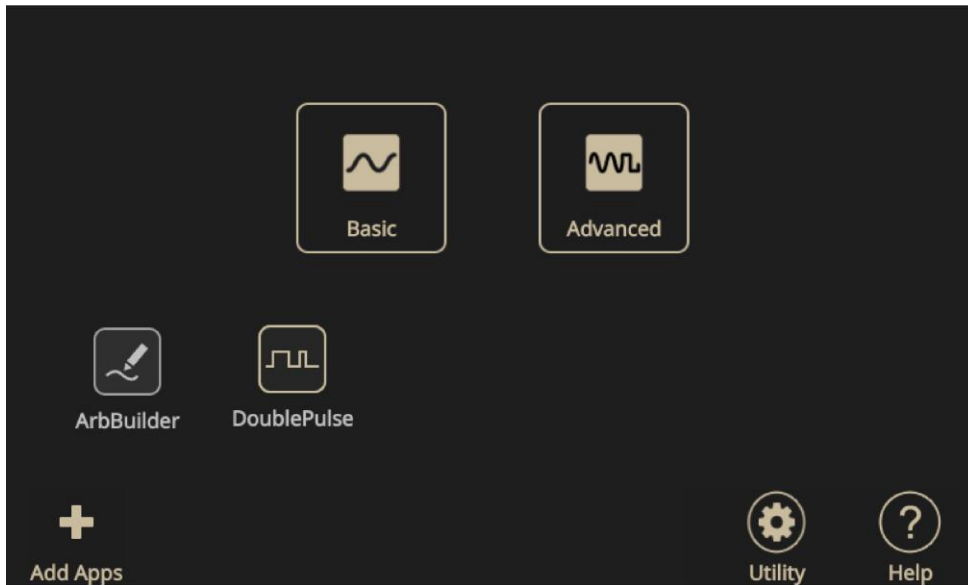 Basic
Advanced
ArbBuilder
DoublePulse
Add Apps
Utility
?
Help